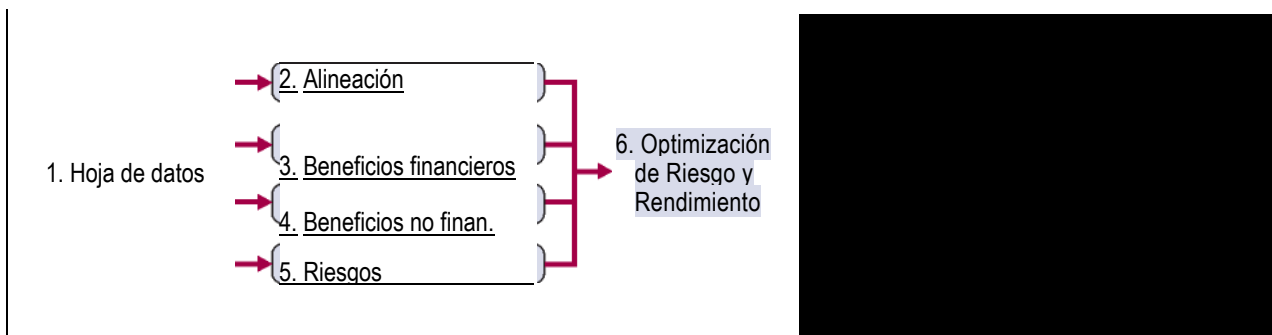 1. Hoja de datos
2. Alineación
3. Beneficios financieros
4. Beneficios no finan.
5. Riesgos
6. Optimización
de Riesgo y
Rendimiento